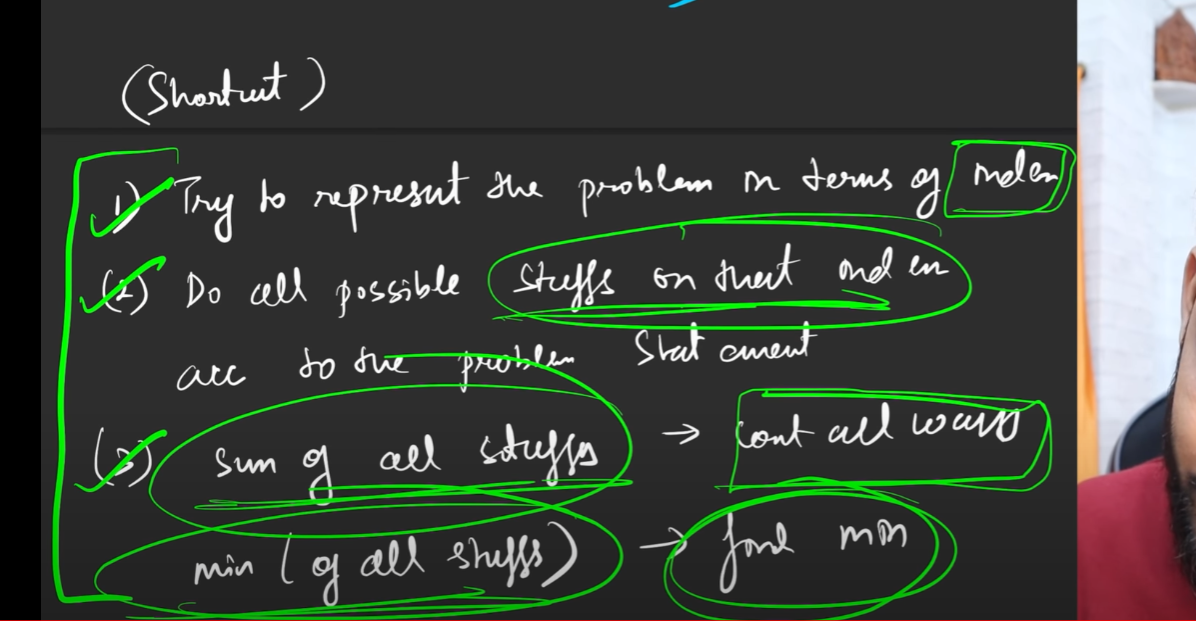 (Shortcut)
1) Try to represent the problem in terms of index
(2) Do all possible stuffs on that index
acc to the problem Statement
(3) sum of all stuffs → Count all ways
min (of all stuffs) → find min